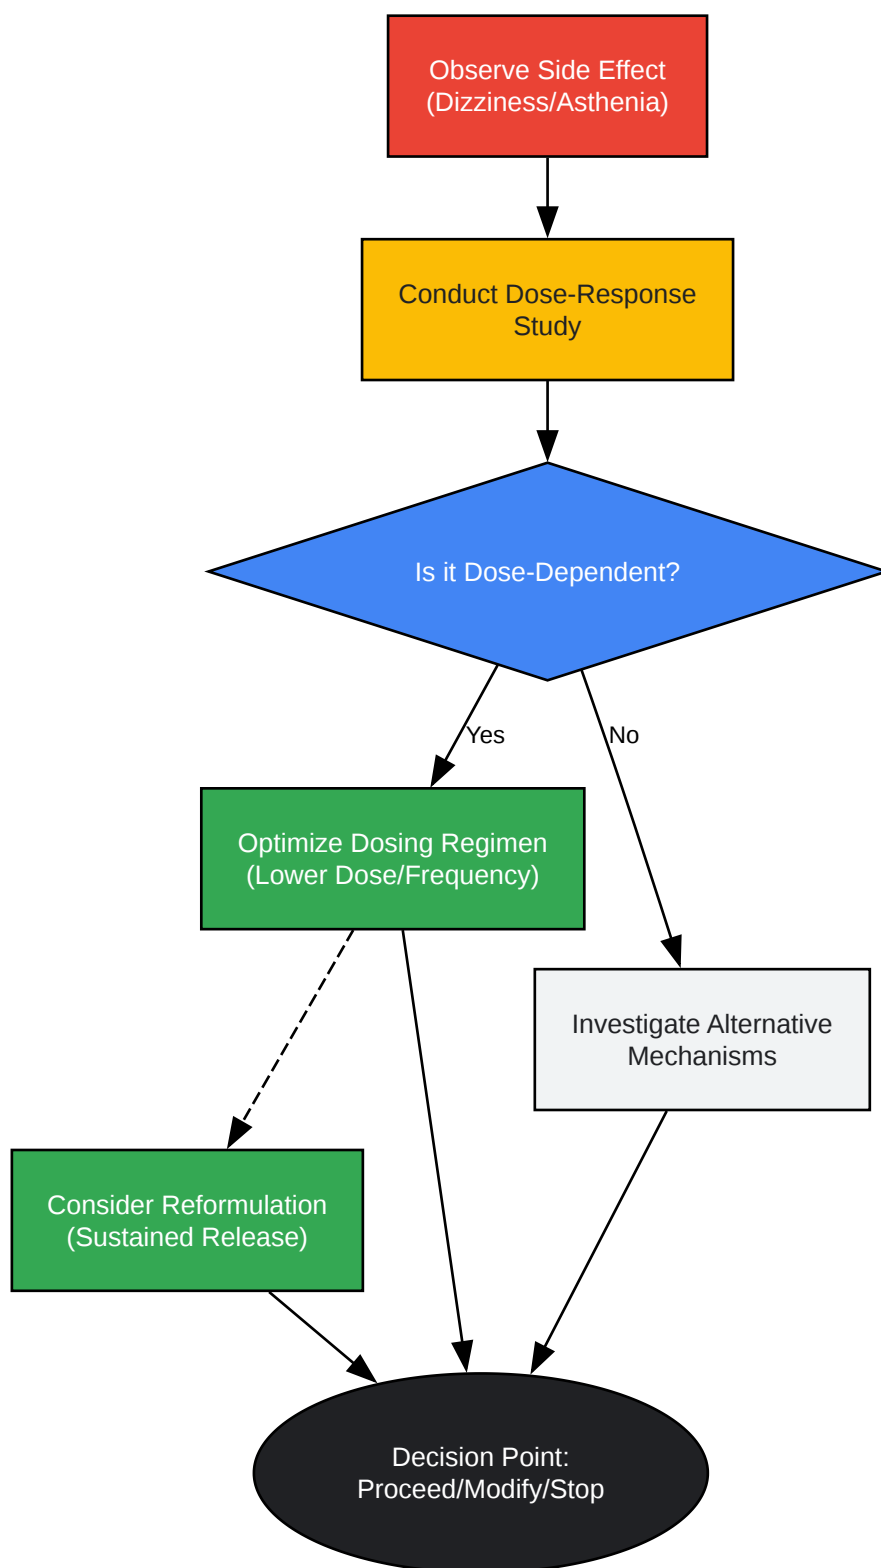 Observe Side Effect
(Dizziness/Asthenia)
Conduct Dose-Response
Study
Is it Dose-Dependent?
Yes
No
Optimize Dosing Regimen
(Lower Dose/Frequency)
Investigate Alternative
Mechanisms
Consider Reformulation
(Sustained Release)
Decision Point:
Proceed/Modify/Stop